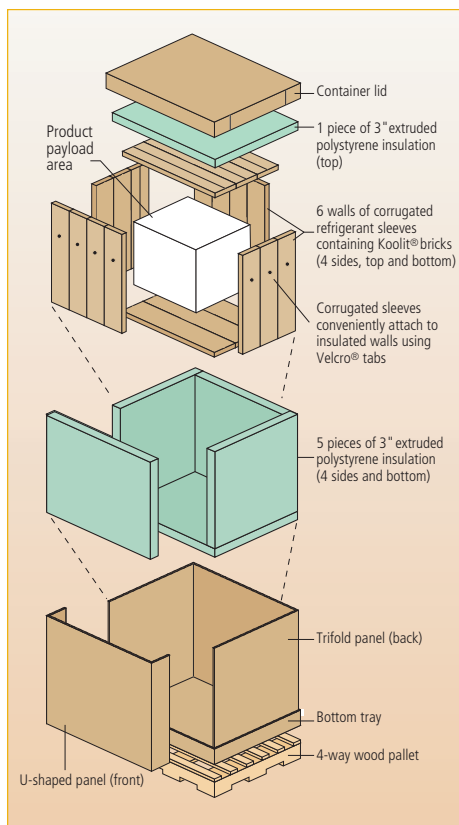 Container lid
1 piece of 3" extruded
polystyrene insulation
(top)
Product
payload
area
6 walls of corrugated
refrigerant sleeves
containing Koolit® bricks
(4 sides, top and bottom)
Corrugated sleeves
conveniently attach to
insulated walls using
Velcro® tabs
5 pieces of 3" extruded
polystyrene insulation
(4 sides and bottom)
Trifold panel (back)
Bottom tray
4-way wood pallet
U-shaped panel (front)